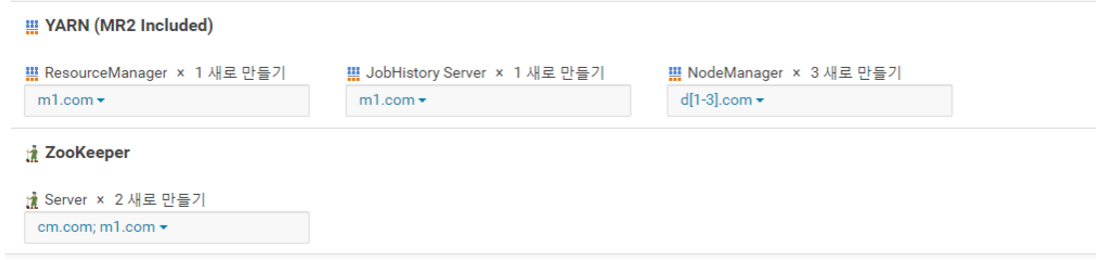 YARN (MR2 Included)
ResourceManager × 1 새로 만들기
m1.com
JobHistory Server × 1 새로 만들기
m1.com
NodeManager × 3 새로 만들기
d[1-3].com
ZooKeeper
Server × 2 새로 만들기
cm.com; m1.com